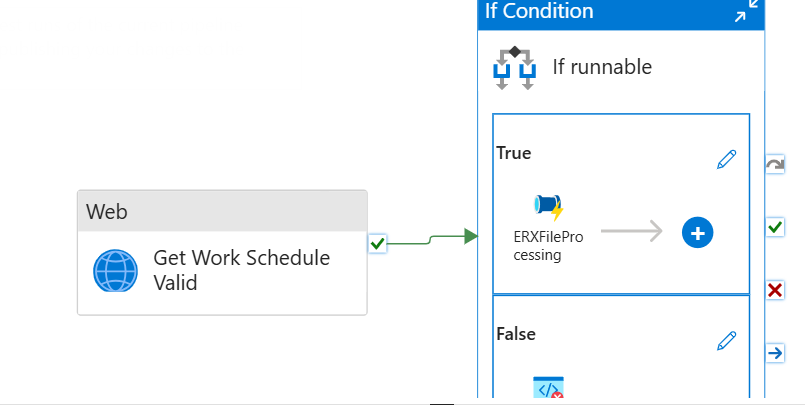 If Condition
If runnable
True
ERXFilePro
cessing
Web
Get Work Schedule
Valid
False